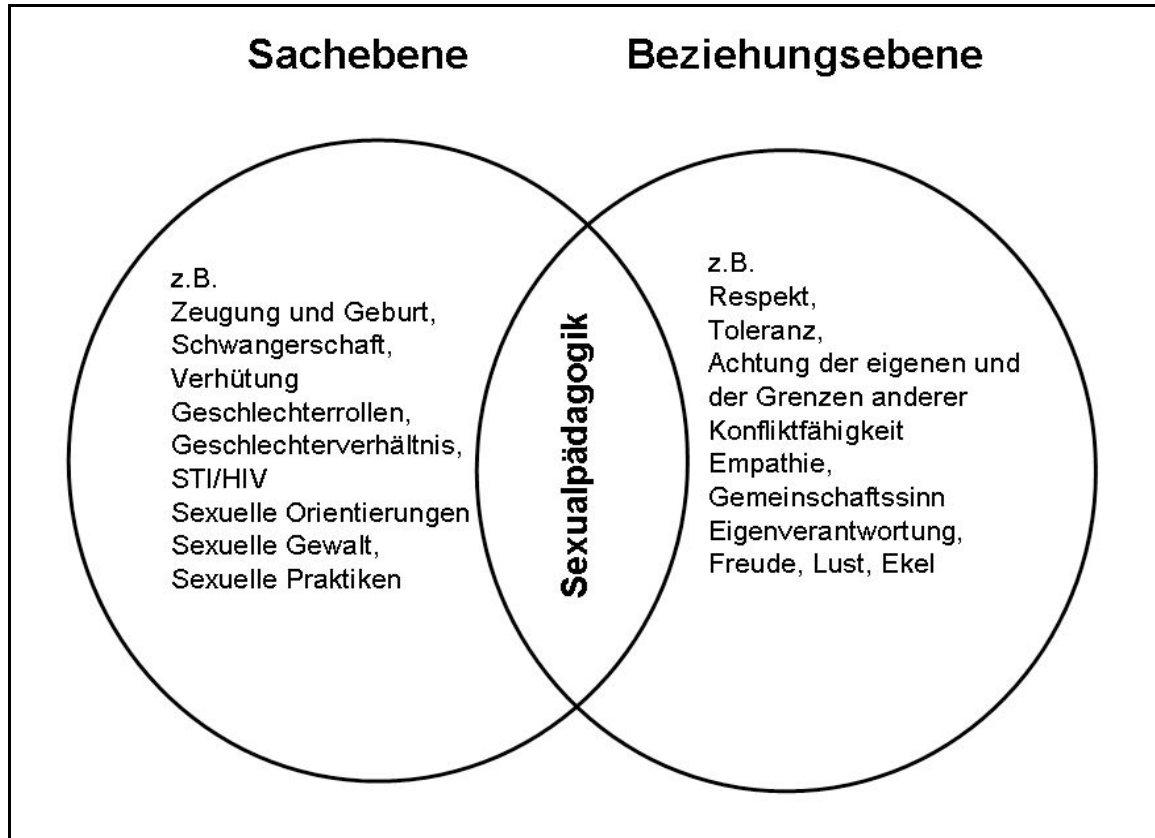 Sachebene
Beziehungsebene
z.B.
Zeugung und Geburt,
Schwangerschaft,
Verhütung
Geschlechterrollen,
Geschlechterverhältnis,
STI/HIV
Sexuelle Orientierungen
Sexuelle Gewalt,
Sexuelle Praktiken
Sexualpädagogik
z.B.
Respekt,
Toleranz,
Achtung der eigenen und
der Grenzen anderer
Konfliktfähigkeit
Empathie,
Gemeinschaftssinn
Eigenverantwortung,
Freude, Lust, Ekel